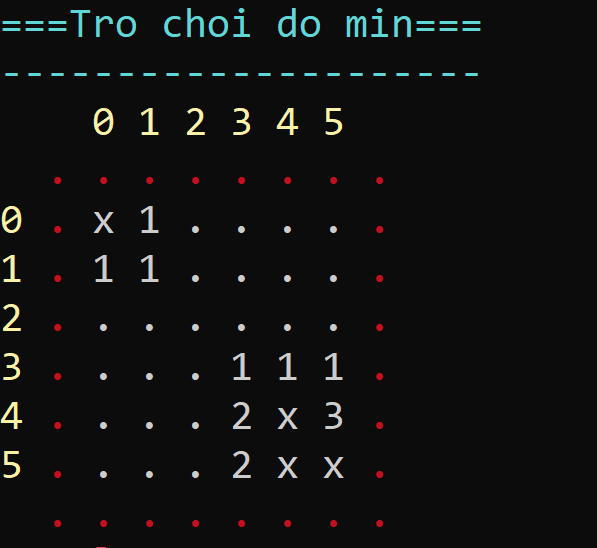 ===Tro choi do min===
---------------------
    0 1 2 3 4 5
  . . . . . . . .
0 . x 1 . . . . .
1 . 1 1 . . . . .
2 . . . . . . . .
3 . . . . 1 1 1 .
4 . . . . 2 x 3 .
5 . . . . 2 x x .
  . . . . . . . .